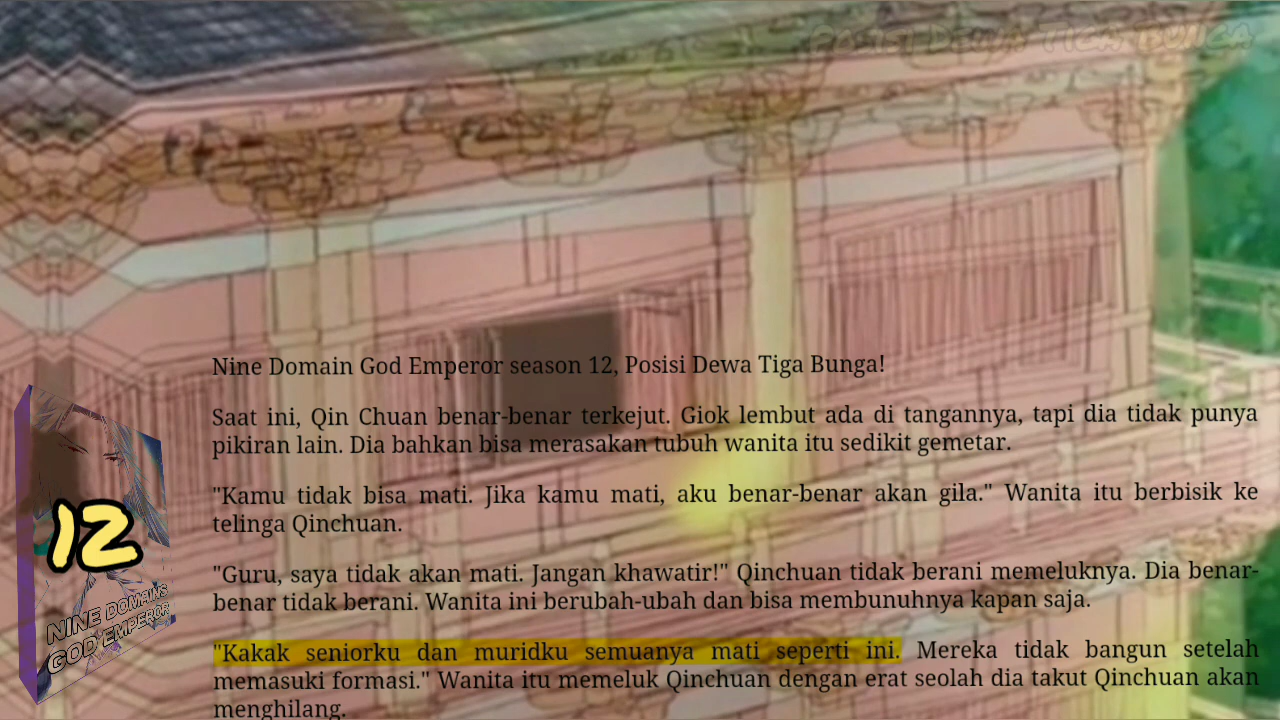 POSISI DEWA TIGA BUNGA
Nine Domain God Emperor season 12, Posisi Dewa Tiga Bunga!
Saat ini, Qin Chuan benar-benar terkejut. Giok lembut ada di tangannya, tapi dia tidak punya
pikiran lain. Dia bahkan bisa merasakan tubuh wanita itu sedikit gemetar.
"Kamu tidak bisa mati. Jika kamu mati, aku benar-benar akan gila." Wanita itu berbisik ke
telinga Qinchuan.
"Guru, saya tidak akan mati. Jangan khawatir!" Qinchuan tidak berani memeluknya. Dia benar-
benar tidak berani. Wanita ini berubah-ubah dan bisa membunuhnya kapan saja.
"Kakak seniorku dan muridku semuanya mati seperti ini. Mereka tidak bangun setelah
memasuki formasi." Wanita itu memeluk Qinchuan dengan erat seolah dia takut Qinchuan akan
menghilang.
12
NINE DOMAINS
GOD EMPEROR